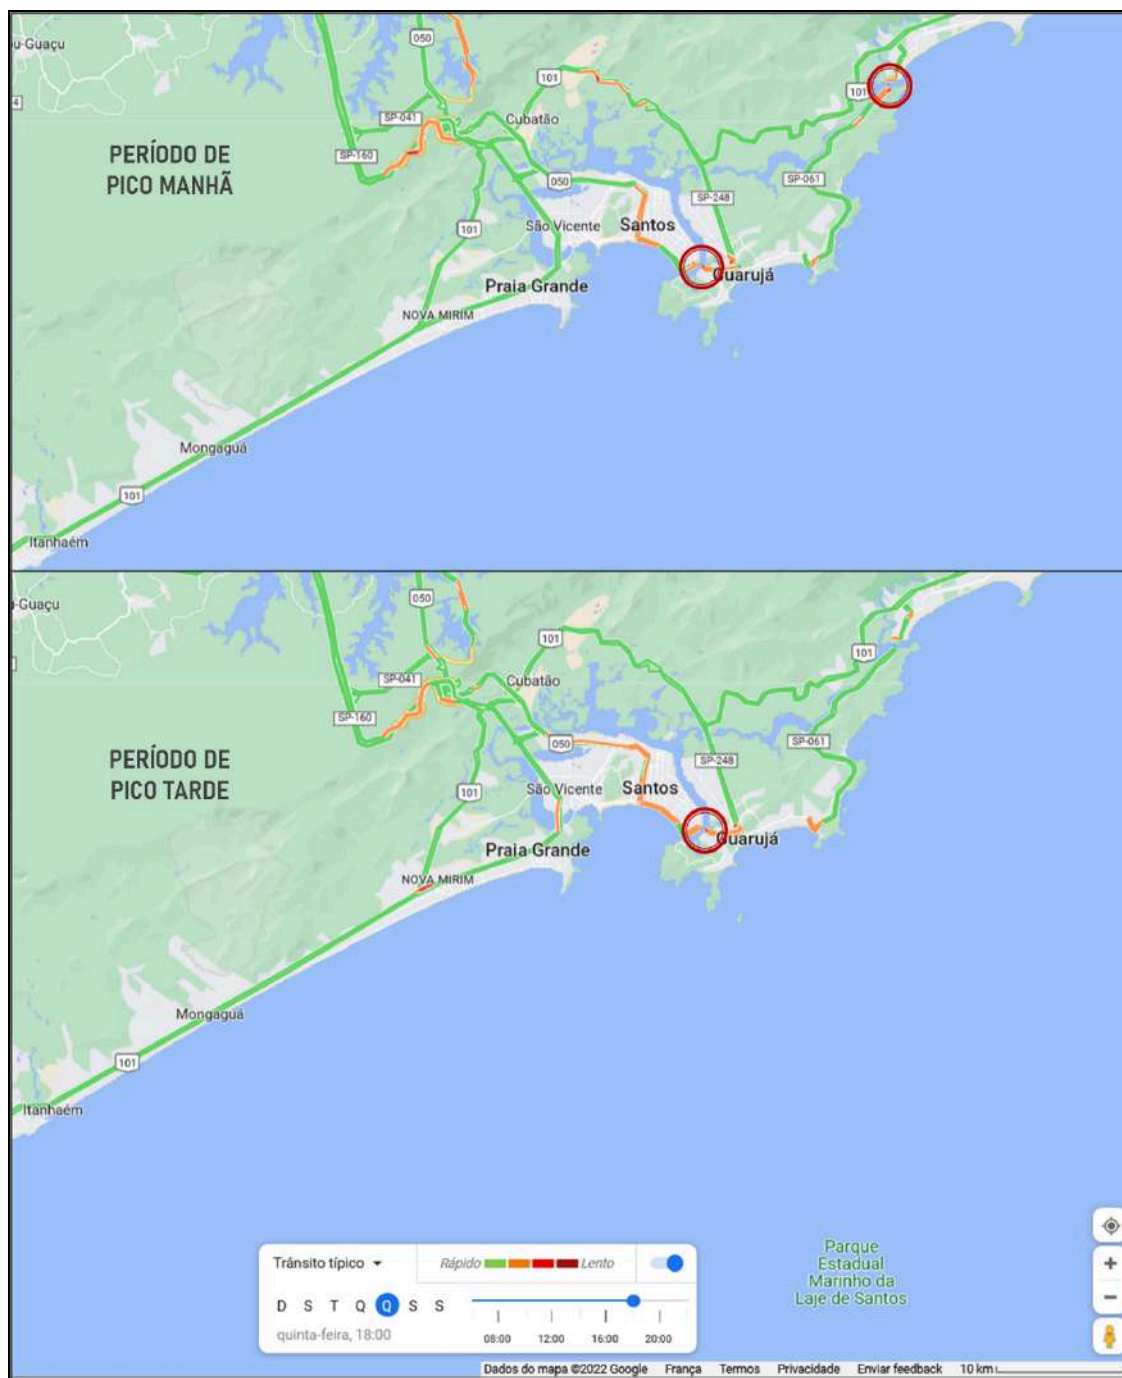 u-Guaçu
050
101
4
Cubatão
SP-041
101
PERÍODO DE
PICO MANHÃ
SP-160
050
SP-061
SP-248
101
São Vicente
Santos
Guarujá
Praia Grande
NOVA MIRIM
Mongaguá
101
Itanhaém
-Guaçu
050
101
101
Cubatão
SP-041
SP-160
050
SP-061
PERÍODO DE
PICO TARDE
SP-248
101
São Vicente
Santos
Guarujá
Praia Grande
NOVA MIRIM
Mongaguá
101
Itanhaém
Parque
Estadual
Marinho da
Laje de Santos
Trânsito típico
Rápido
Lento
D S T Q Q S S
quinta-feira, 18:00
08:00 12:00 16:00 20:00
Dados do mapa ©2022 Google França Termos Privacidade Enviar feedback 10 km